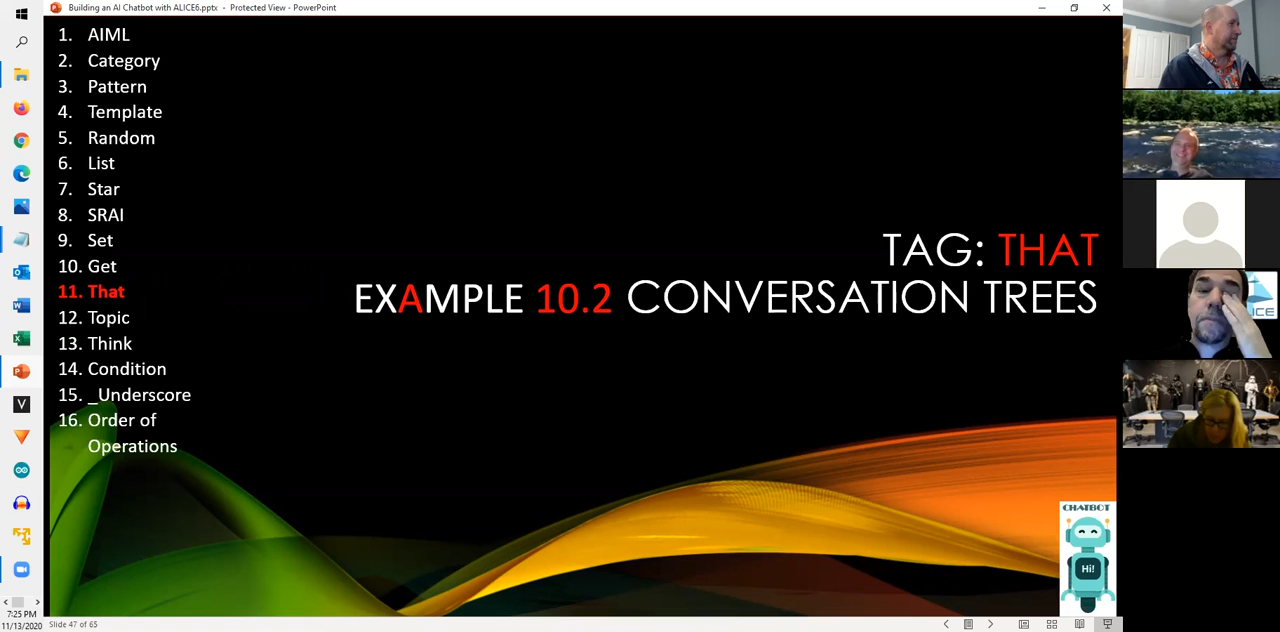 Building an AI Chatbot with ALICE6.pptx - Protected View - PowerPoint
1. AIML
2. Category
3. Pattern
4. Template
5. Random
6. List
7. Star
8. SRAI
9. Set
10. Get
11. That
12. Topic
13. Think
14. Condition
15. _Underscore
16. Order of
Operations
TAG: THAT
EXAMPLE 10.2 CONVERSATION TREES
CHATBOT
Hi!
ICE
7:25 PM
11/13/2020
Slide 47 of 65